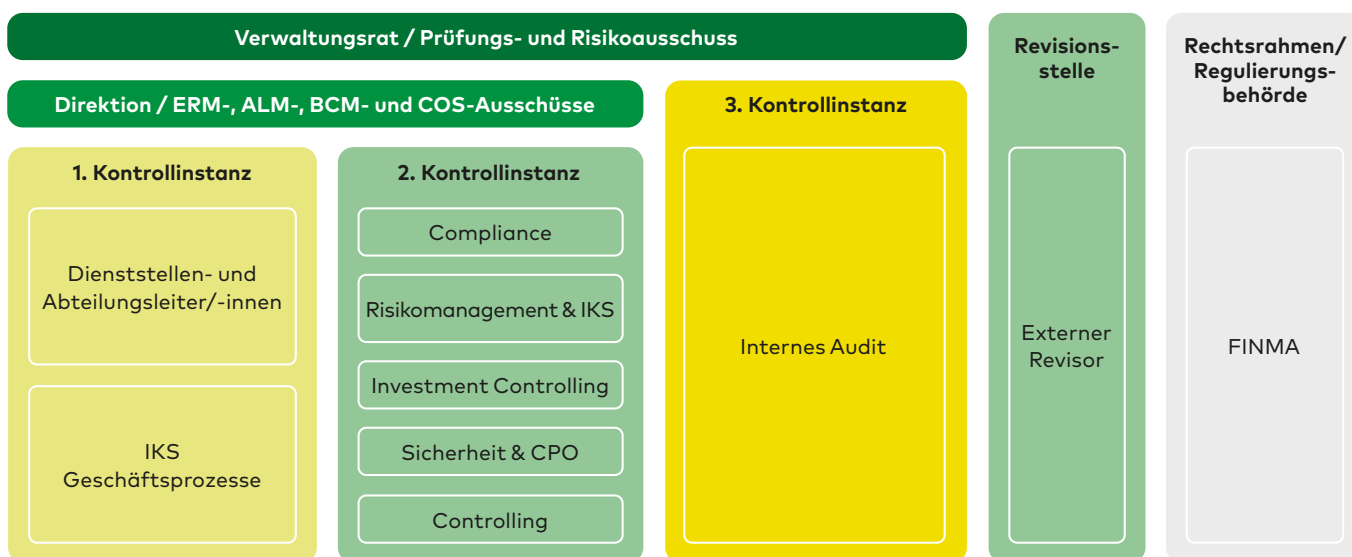 Verwaltungsrat / Prüfungs- und Risikoausschuss
Direktion / ERM-, ALM-, BCM- und COS-Ausschüsse
1. Kontrollinstanz
Dienststellen- und
Abteilungsleiter/-innen
IKS
Geschäftsprozesse
2. Kontrollinstanz
Compliance
Risikomanagement & IKS
Investment Controlling
Sicherheit & CPO
Controlling
3. Kontrollinstanz
Internes Audit
Revisions-
stelle
Externer
Revisor
Rechtsrahmen/
Regulierungs-
behörde
FINMA